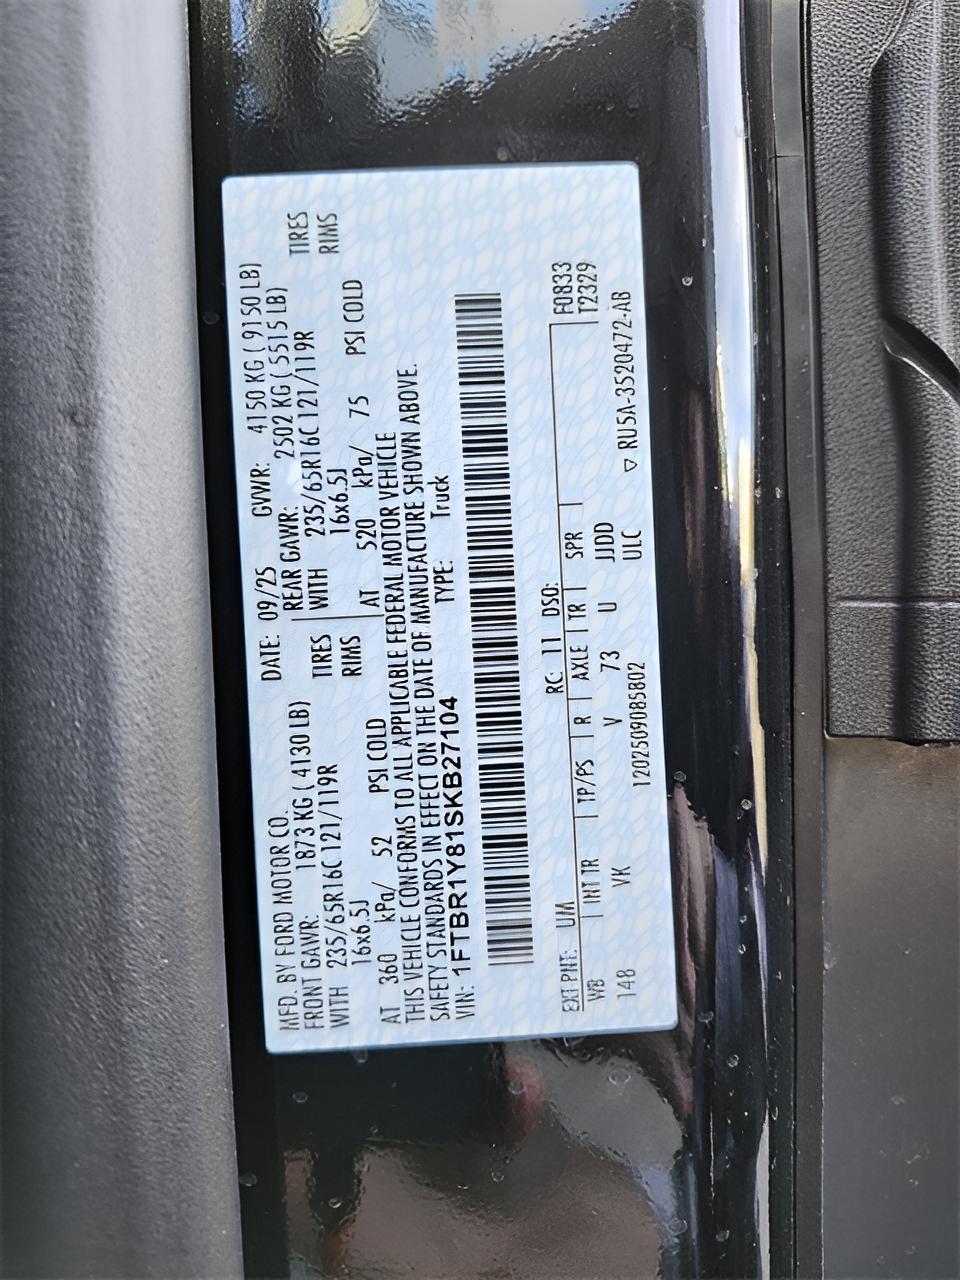 MFD. BY FORD MOTOR CO. DATE: 09/25 GVWR: 4150 KG ( 9150 LB)
FRONT GAWR: 1873 KG ( 4130 LB) REAR GAWR: 2502 KG ( 5515 LB)
WITH 235/65R16C 121/119R TIRES WITH 235/65R16C 121/119R TIRES
16x6.5J RIMS 16x6.5J RIMS
AT 360 kPa/ 52 PSI COLD AT 520 kPa/ 75 PSI COLD
THIS VEHICLE CONFORMS TO ALL APPLICABLE FEDERAL MOTOR VEHICLE
SAFETY STANDARDS IN EFFECT ON THE DATE OF MANUFACTURE SHOWN ABOVE.
VIN: 1FTBR1Y81SKB27104 TYPE: Truck
EXT PNT: UM RC: 11 DSO: F0833
WB INT TR TP/PS R AXLE TR SPR T2329
148 VK V 73 U JJDD
1202509085802 ULC ▽ RU5A-3520472-AB